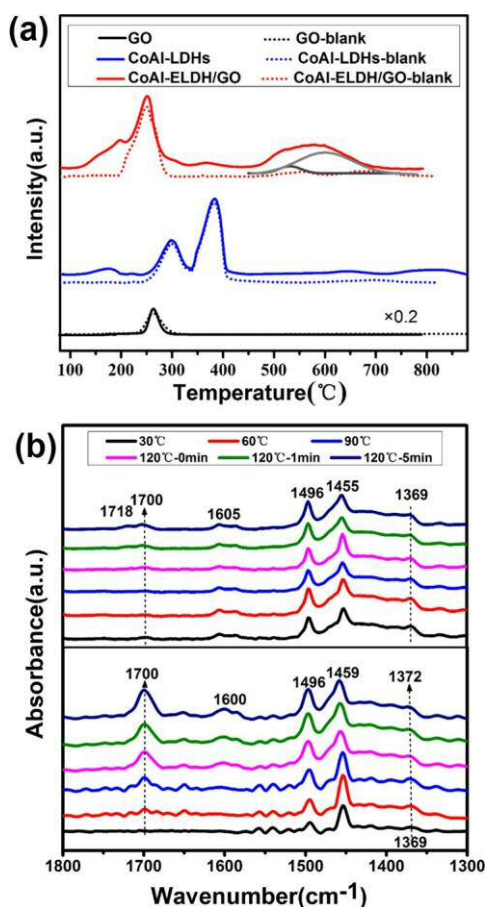 (a)
GO
GO-blank
CoAl-LDHs
CoAl-LDHs-blank
CoAl-ELDH/GO
CoAl-ELDH/GO-blank
Intensity(a.u.)
×0.2
100 200 300 400 500 600 700 800
Temperature(℃)
(b)
30℃ 60℃ 90℃
120℃-0min 120℃-1min 120℃-5min
1718 1700 1605 1496 1455 1369
Absorbance(a.u.)
1700 1600 1496 1459 1372
1369
1800 1700 1600 1500 1400 1300
Wavenumber(cm-1)